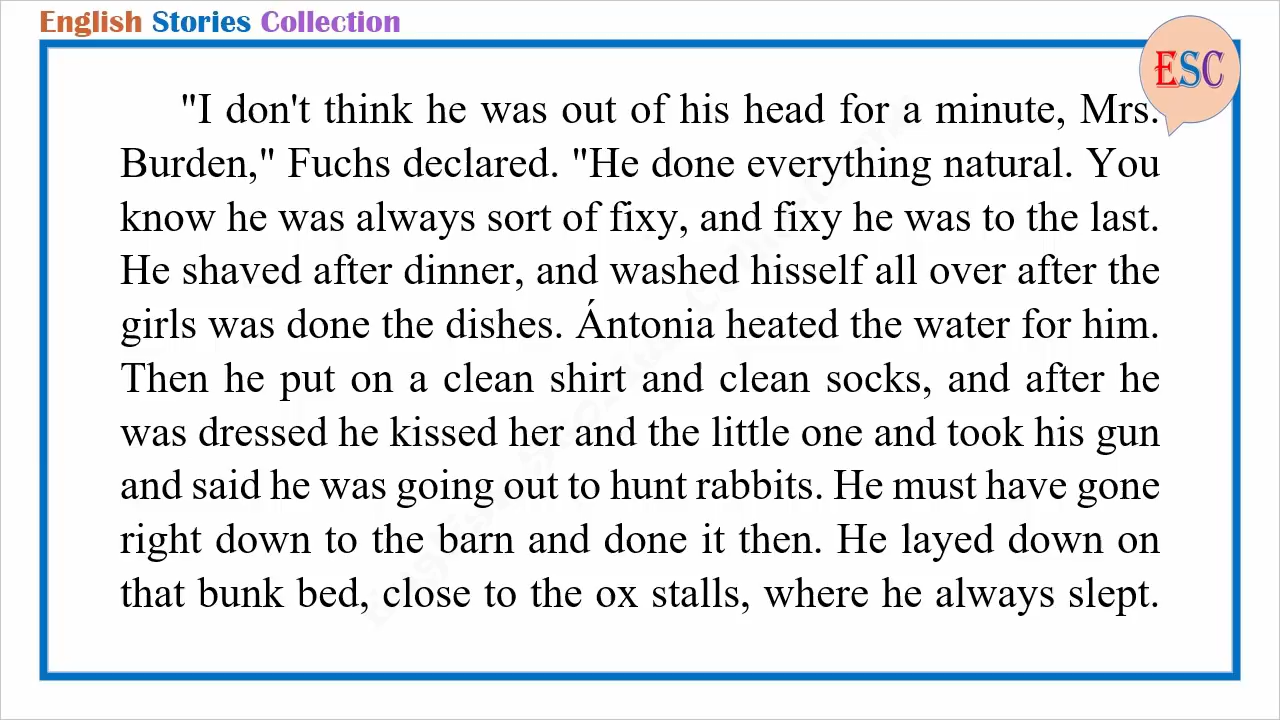 English Stories Collection
ESC
"I don't think he was out of his head for a minute, Mrs.
Burden," Fuchs declared. "He done everything natural. You
know he was always sort of fixy, and fixy he was to the last.
He shaved after dinner, and washed hisself all over after the
girls was done the dishes. Ántonia heated the water for him.
Then he put on a clean shirt and clean socks, and after he
was dressed he kissed her and the little one and took his gun
and said he was going out to hunt rabbits. He must have gone
right down to the barn and done it then. He layed down on
that bunk bed, close to the ox stalls, where he always slept.